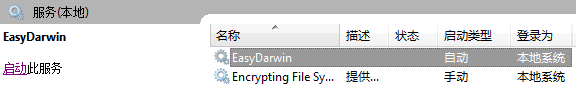 服务(本地)
EasyDarwin
启动此服务
名称 描述 状态 启动类型 登录为
EasyDarwin 自动 本地系统
Encrypting File Sy... 提供... 手动 本地系统